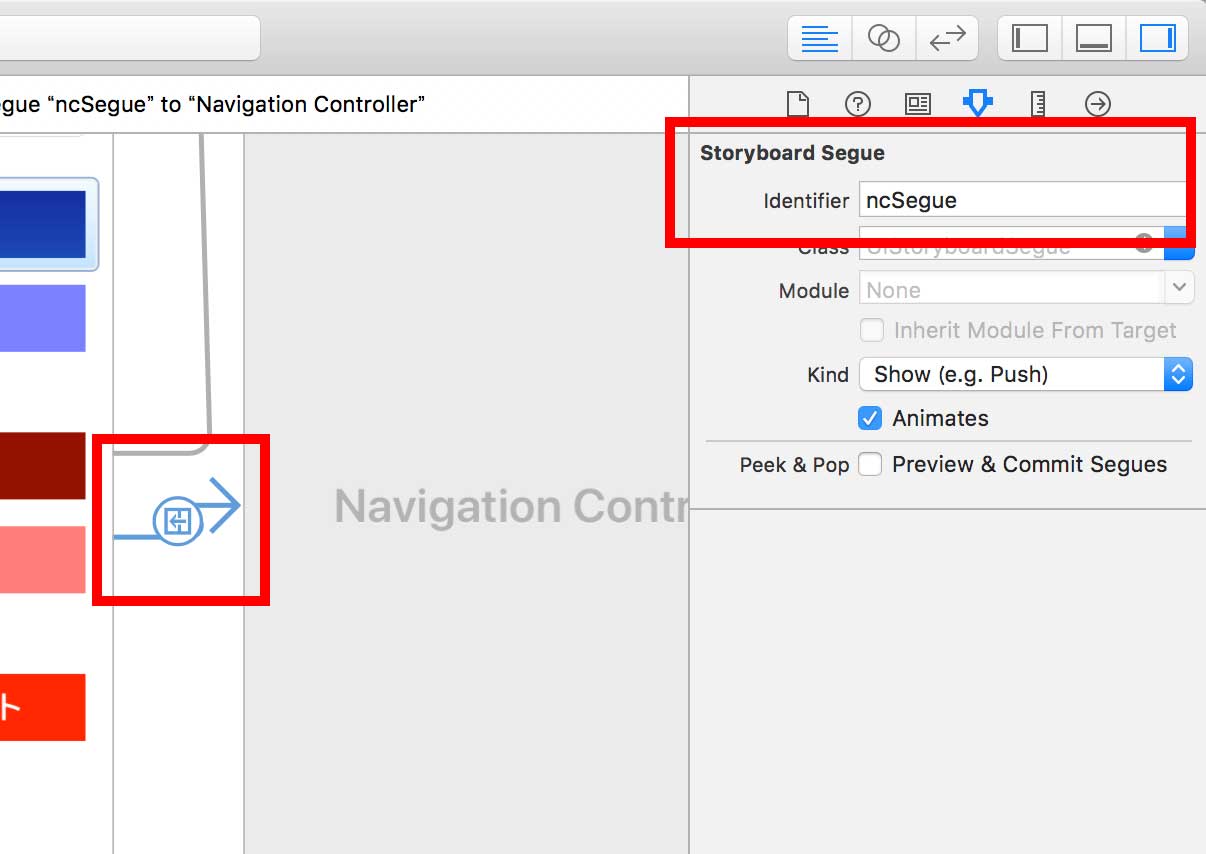 gue “ncSegue” to “Navigation Controller”
Storyboard Segue
Identifier ncSegue
Class UIStoryboardSegue
Module None
Inherit Module From Target
Kind Show (e.g. Push)
Animates
Peek & Pop Preview & Commit Segues
Navigation Contr
ト